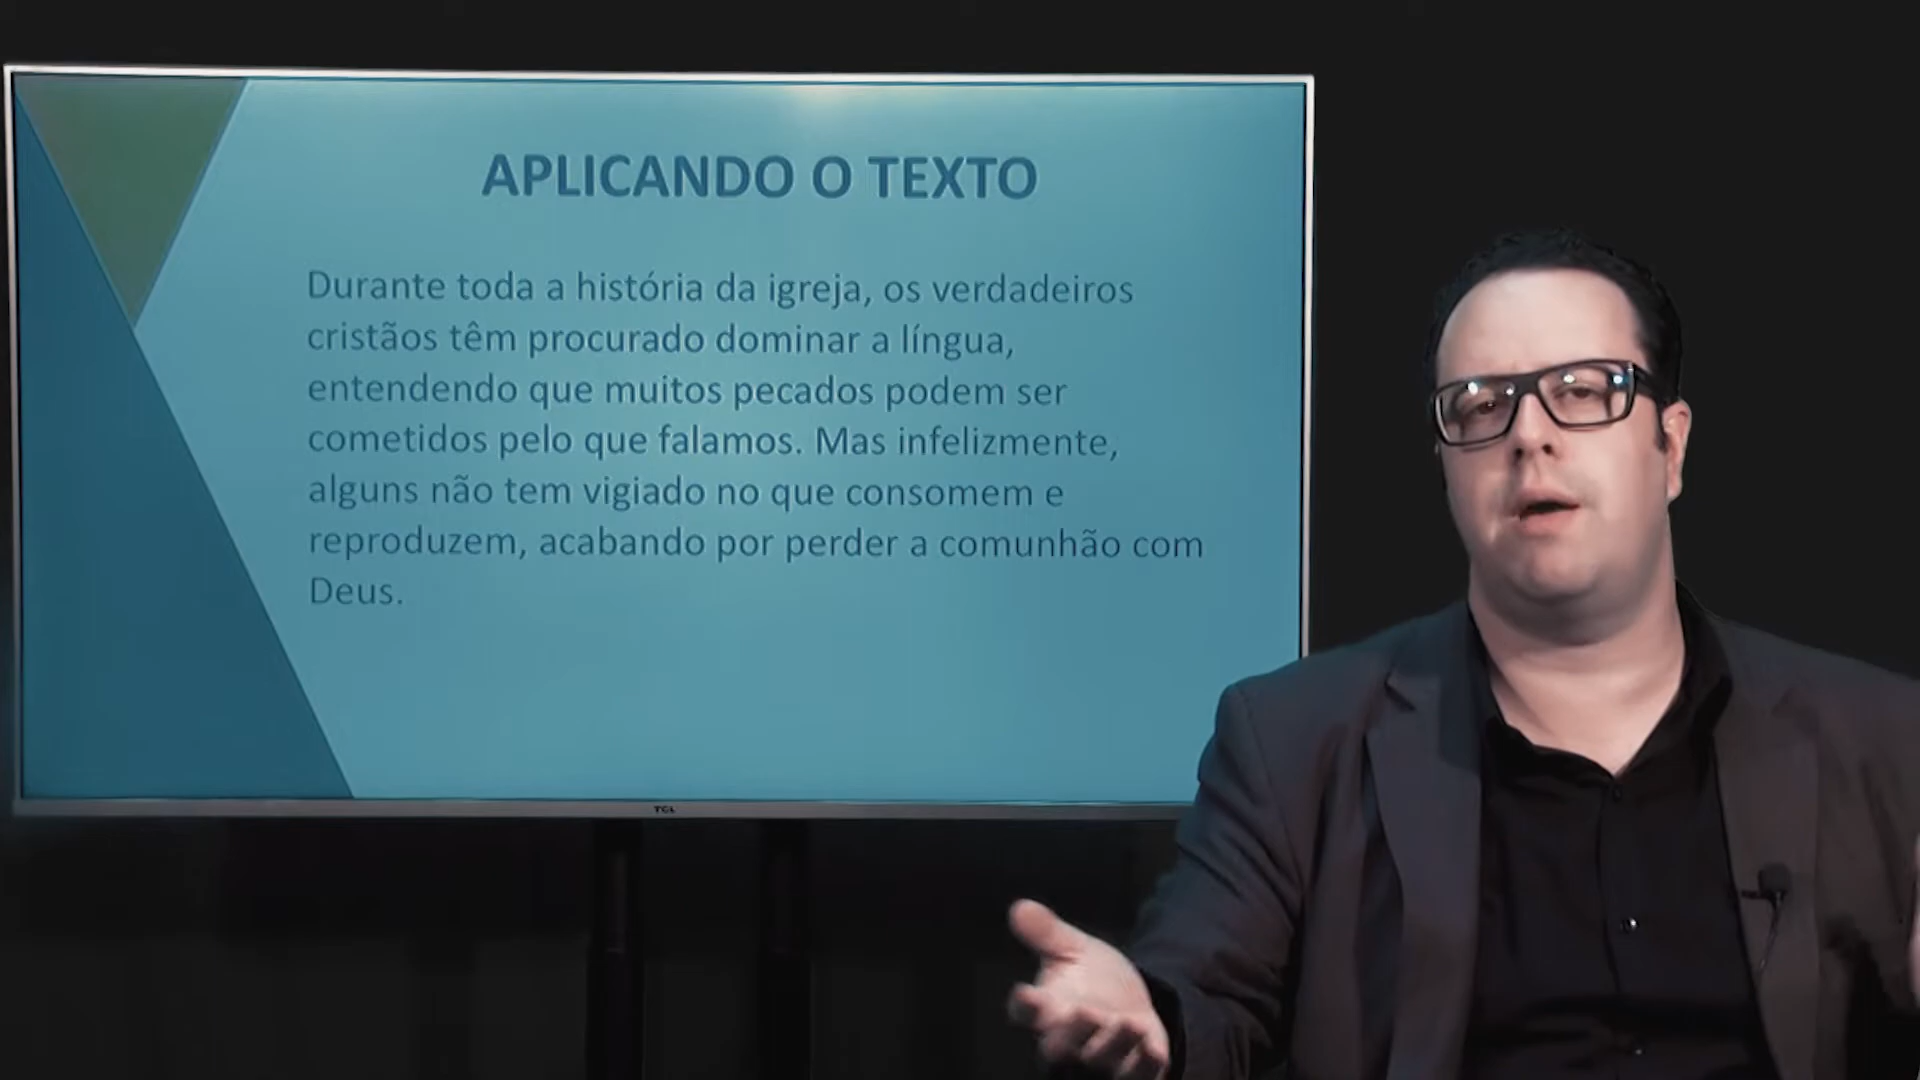 APLICANDO O TEXTO
Durante toda a história da igreja, os verdadeiros
cristãos têm procurado dominar a língua,
entendendo que muitos pecados podem ser
cometidos pelo que falamos. Mas infelizmente,
alguns não tem vigiado no que consomem e
reproduzem, acabando por perder a comunhão com
Deus.
TCL